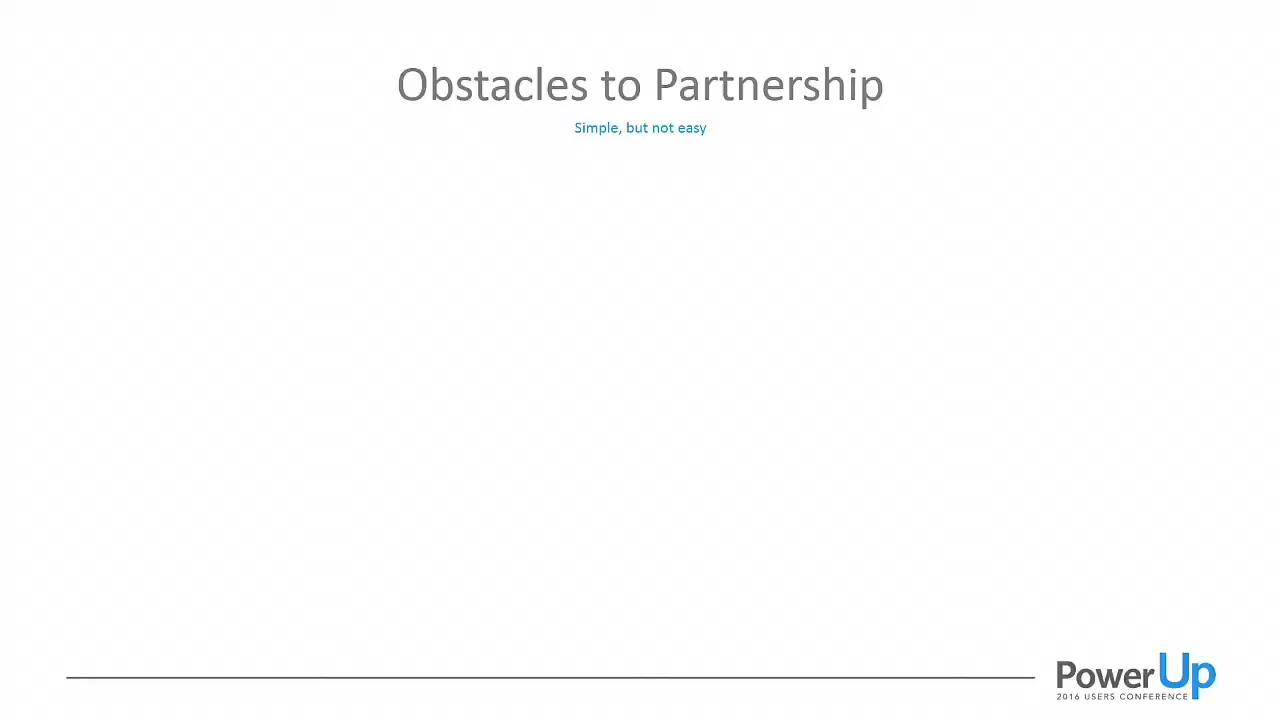 Obstacles to Partnership
Simple, but not easy
PowerUp
2016 USERS CONFERENCE